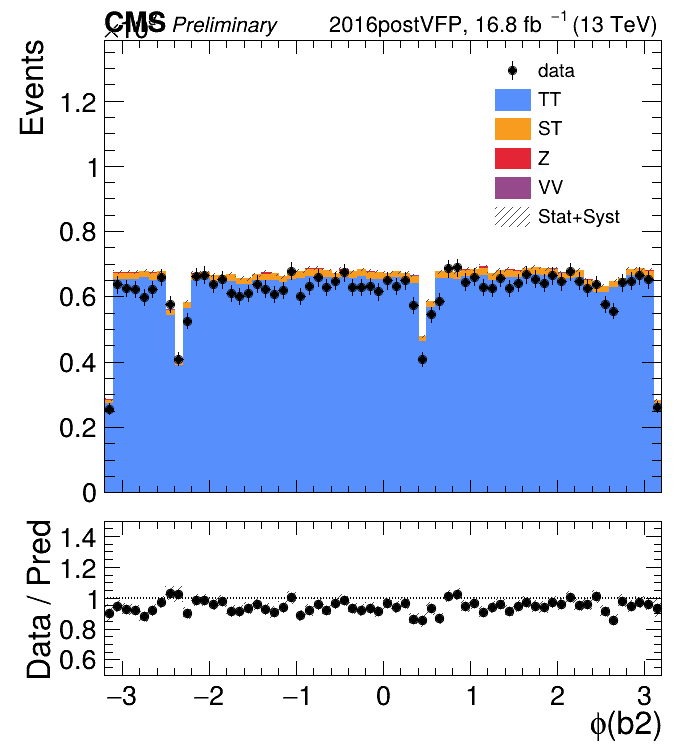 CMS Preliminary 2016postVFP, 16.8 fb⁻¹ (13 TeV)
Events
1.2
1
0.8
0.6
0.4
0.2
0
data
TT
ST
Z
VV
Stat+Syst
Data / Pred
1.4
1.2
1
0.8
0.6
−3 −2 −1 0 1 2 3
ϕ(b2)